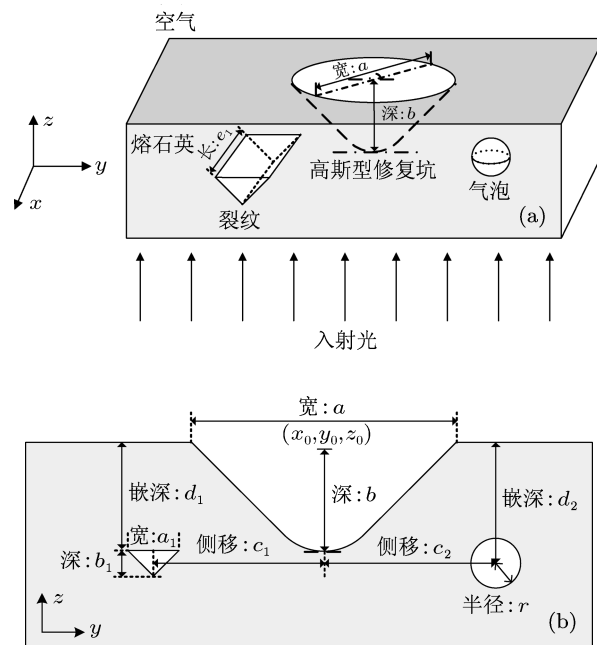 空气
宽:a
深:b
熔石英
长:e₁
高斯型修复坑
裂纹
气泡
(a)
z
y
x
入射光
宽:a
(x₀,y₀,z₀)
嵌深:d₁
深:b
嵌深:d₂
宽:a₁
侧移:c₁
侧移:c₂
深:b₁
半径:r
z
y
(b)